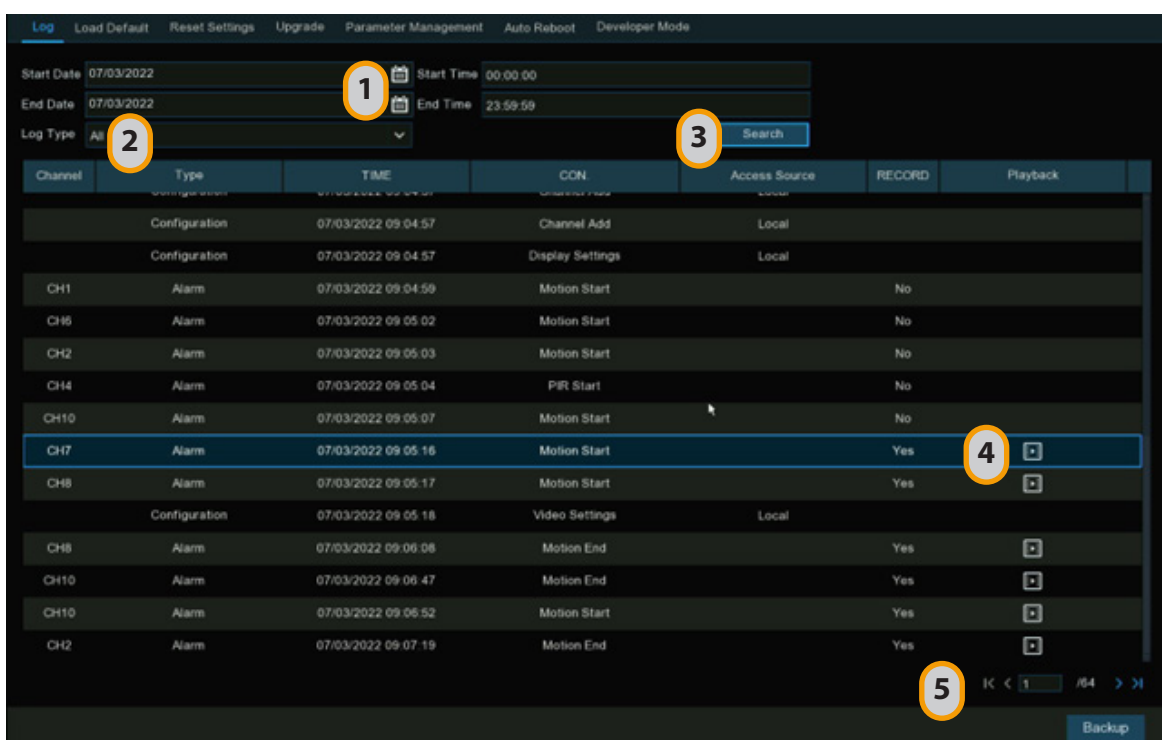 Log Load Default Reset Settings Upgrade Parameter Management Auto Reboot Developer Mode
Start Date 07/03/2022 1 Start Time 00:00:00
End Date 07/03/2022 End Time 23:59:59
Log Type All 2 3 Search
Channel Type TIME CON. Access Source RECORD Playback
Configuration 07/03/2022 09:04:57 Channel Add Local
Configuration 07/03/2022 09:04:57 Channel Add Local
Configuration 07/03/2022 09:04:57 Display Settings Local
CH1 Alarm 07/03/2022 09:04:59 Motion Start No
CH6 Alarm 07/03/2022 09:05:02 Motion Start No
CH2 Alarm 07/03/2022 09:05:03 Motion Start No
CH4 Alarm 07/03/2022 09:05:04 PIR Start No
CH10 Alarm 07/03/2022 09:05:07 Motion Start No
CH7 Alarm 07/03/2022 09:05:16 Motion Start Yes 4
CH8 Alarm 07/03/2022 09:05:17 Motion Start Yes
Configuration 07/03/2022 09:05:18 Video Settings Local
CH8 Alarm 07/03/2022 09:06:08 Motion End Yes
CH10 Alarm 07/03/2022 09:06:47 Motion End Yes
CH10 Alarm 07/03/2022 09:06:52 Motion Start Yes
CH2 Alarm 07/03/2022 09:07:19 Motion End Yes
5 1 /64
Backup